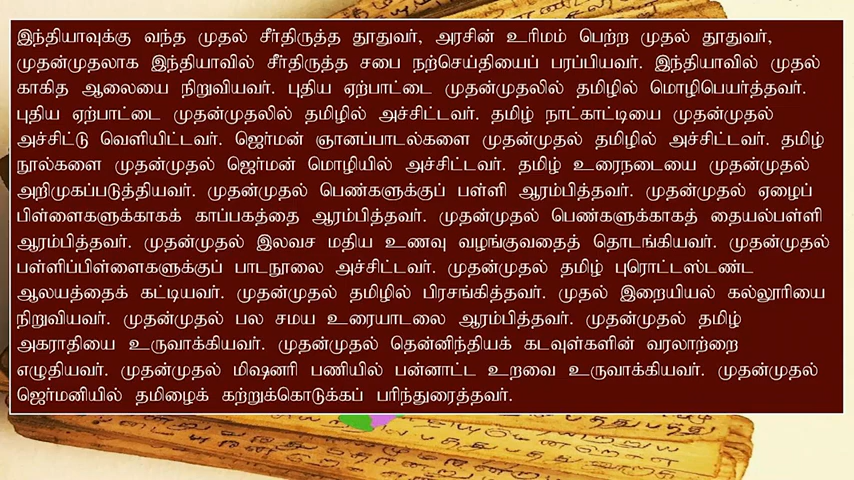 இந்தியாவுக்கு வந்த முதல் சீர்திருத்த தூதுவர், அரசின் உரிமம் பெற்ற முதல் தூதுவர்,
முதன்முதலாக இந்தியாவில் சீர்திருத்த சபை நற்செய்தியைப் பரப்பியவர். இந்தியாவில் முதல்
காகித ஆலையை நிறுவியவர். புதிய ஏற்பாட்டை முதன்முதலில் தமிழில் மொழிபெயர்த்தவர்.
புதிய ஏற்பாட்டை முதன்முதலில் தமிழில் அச்சிட்டவர். தமிழ் நாட்காட்டியை முதன்முதல்
அச்சிட்டு வெளியிட்டவர். ஜெர்மன் ஞானப்பாடல்களை முதன்முதல் தமிழில் அச்சிட்டவர். தமிழ்
நூல்களை முதன்முதல் ஜெர்மன் மொழியில் அச்சிட்டவர். தமிழ் உரைநடையை முதன்முதல்
அறிமுகப்படுத்தியவர். முதன்முதல் பெண்களுக்குப் பள்ளி ஆரம்பித்தவர். முதன்முதல் ஏழைப்
பிள்ளைகளுக்காகக் காப்பகத்தை ஆரம்பித்தவர். முதன்முதல் பெண்களுக்காகத் தையல்பள்ளி
ஆரம்பித்தவர். முதன்முதல் இலவச மதிய உணவு வழங்குவதைத் தொடங்கியவர். முதன்முதல்
பள்ளிப்பிள்ளைகளுக்குப் பாடநூலை அச்சிட்டவர். முதன்முதல் தமிழ் புரொட்டஸ்டண்ட
ஆலயத்தைக் கட்டியவர். முதன்முதல் தமிழில் பிரசங்கித்தவர். முதல் இறையியல் கல்லூரியை
நிறுவியவர். முதன்முதல் பல சமய உரையாடலை ஆரம்பித்தவர். முதன்முதல் தமிழ்
அகராதியை உருவாக்கியவர். முதன்முதல் தென்னிந்தியக் கடவுள்களின் வரலாற்றை
எழுதியவர். முதன்முதல் மிஷனரி பணியில் பன்னாட்ட உறவை உருவாக்கியவர். முதன்முதல்
ஜெர்மனியில் தமிழைக் கற்றுக்கொடுக்கப் பரிந்துரைத்தவர்.